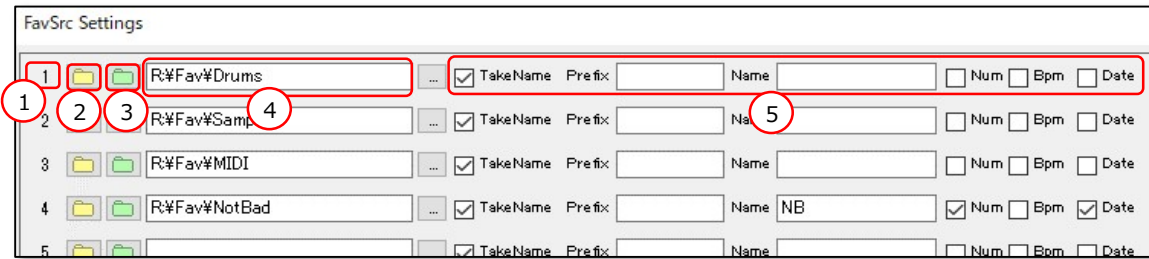 FavSrc Settings
1 R:¥Fav¥Drums ... TakeName Prefix Name Num Bpm Date
1 2 3 4 5
2 R:¥Fav¥Samp ... TakeName Prefix Na Num Bpm Date
3 R:¥Fav¥MIDI ... TakeName Prefix Name Num Bpm Date
4 R:¥Fav¥NotBad ... TakeName Prefix Name NB Num Bpm Date
5 ... TakeName Prefix Name Num Bpm Date